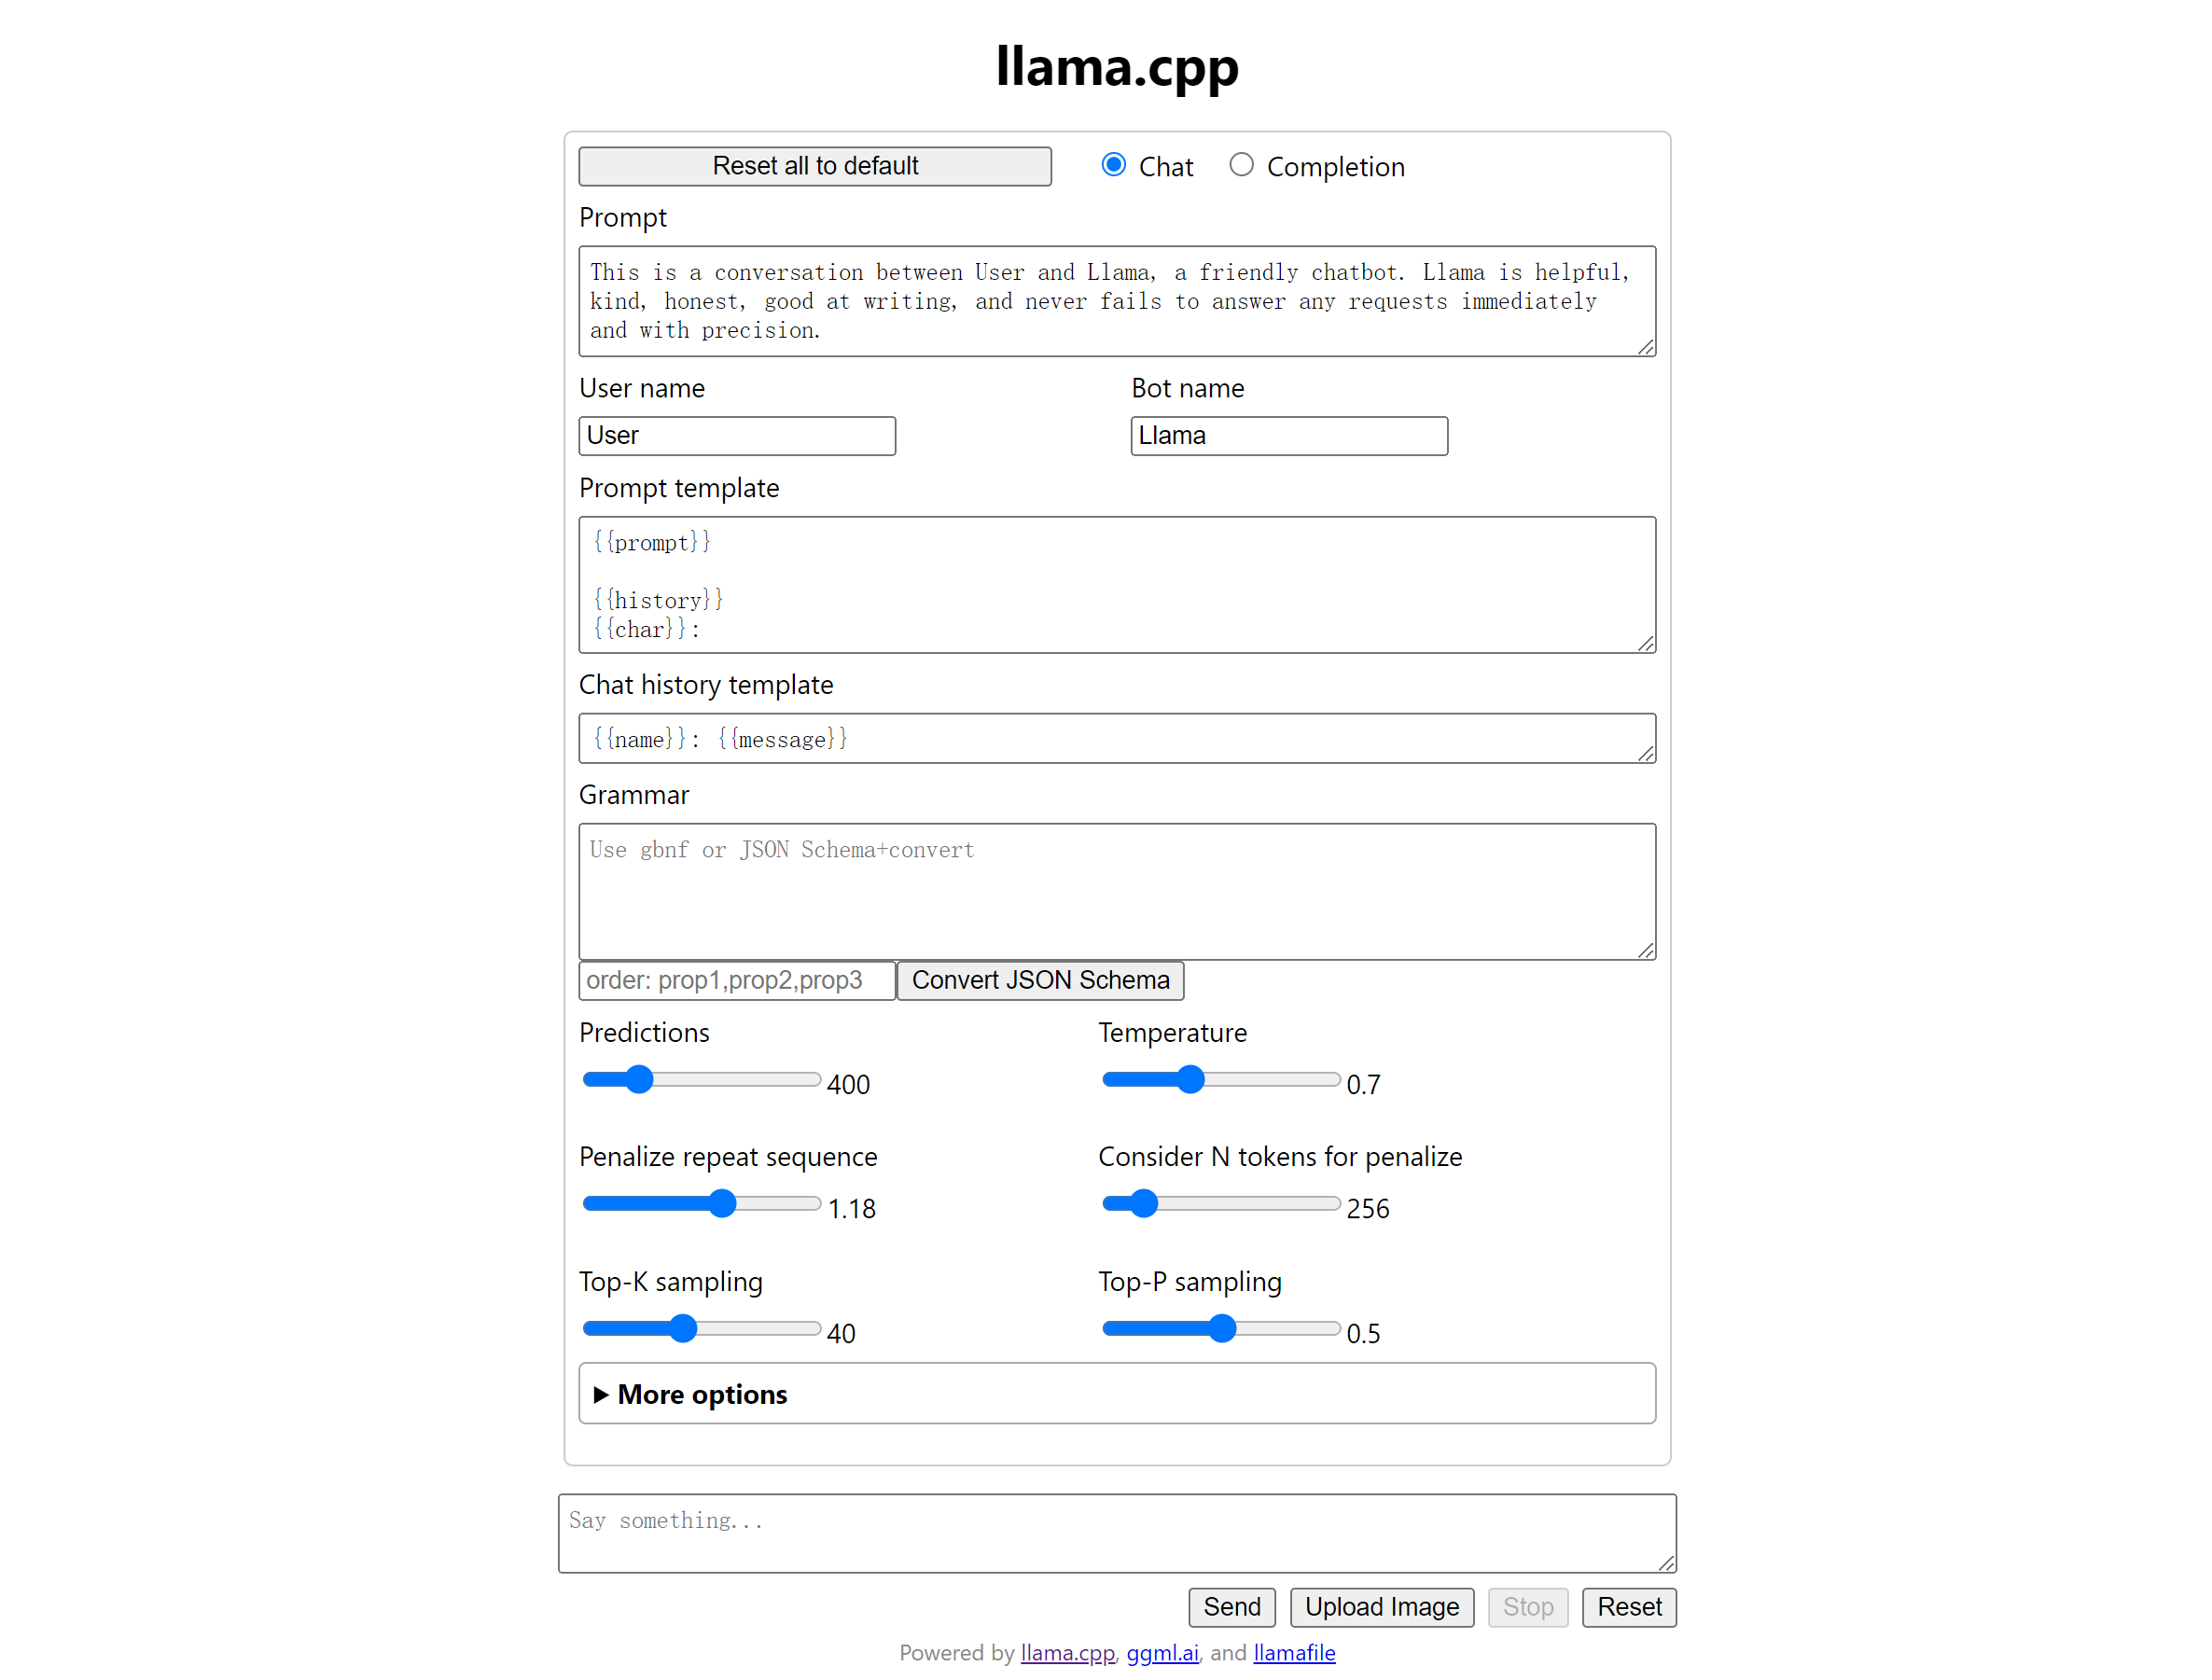 llama.cpp
Reset all to default
Chat
Completion
Prompt
This is a conversation between User and Llama, a friendly chatbot. Llama is helpful,
kind, honest, good at writing, and never fails to answer any requests immediately
and with precision.
User name
Bot name
User
Llama
Prompt template
{{prompt}}
{{history}}
{{char}}:
Chat history template
{{name}}: {{message}}
Grammar
Use gbnf or JSON Schema+convert
order: prop1,prop2,prop3
Convert JSON Schema
Predictions
Temperature
400
0.7
Penalize repeat sequence
Consider N tokens for penalize
1.18
256
Top-K sampling
Top-P sampling
40
0.5
More options
Say something...
Send
Upload Image
Stop
Reset
Powered by llama.cpp, ggml.ai, and llamafile